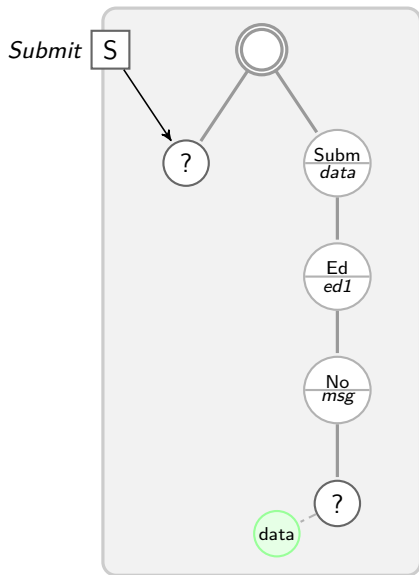 Submit S
?
Subm
data
Ed
ed1
No
msg
?
data